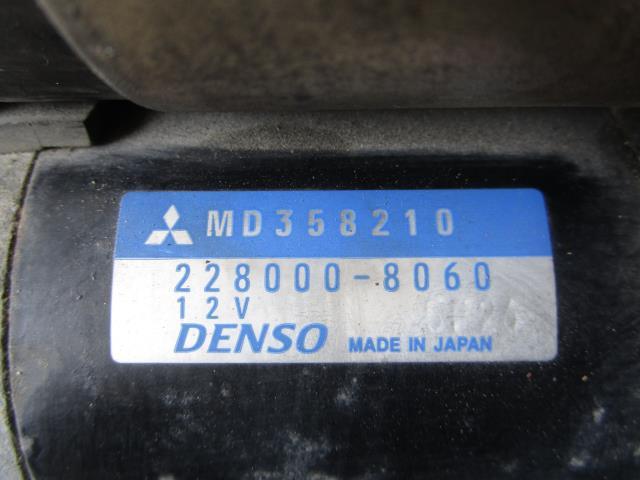 MD358210
228000-8060
12V
DENSO MADE IN JAPAN